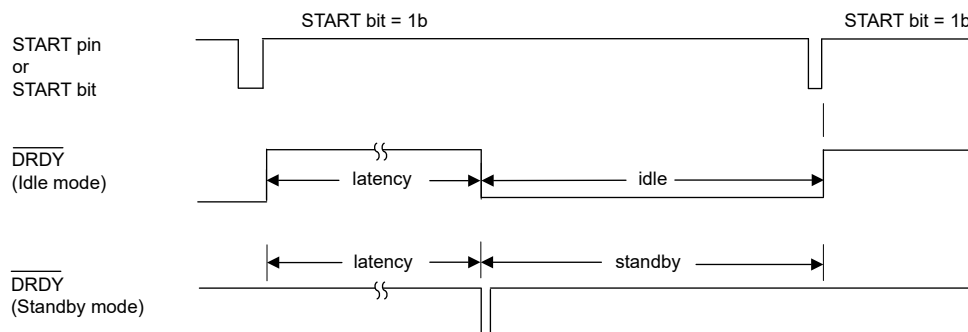 START bit = 1b
START bit = 1b
START pin
or
START bit
DRDY
(Idle mode)
latency
idle
DRDY
(Standby mode)
latency
standby